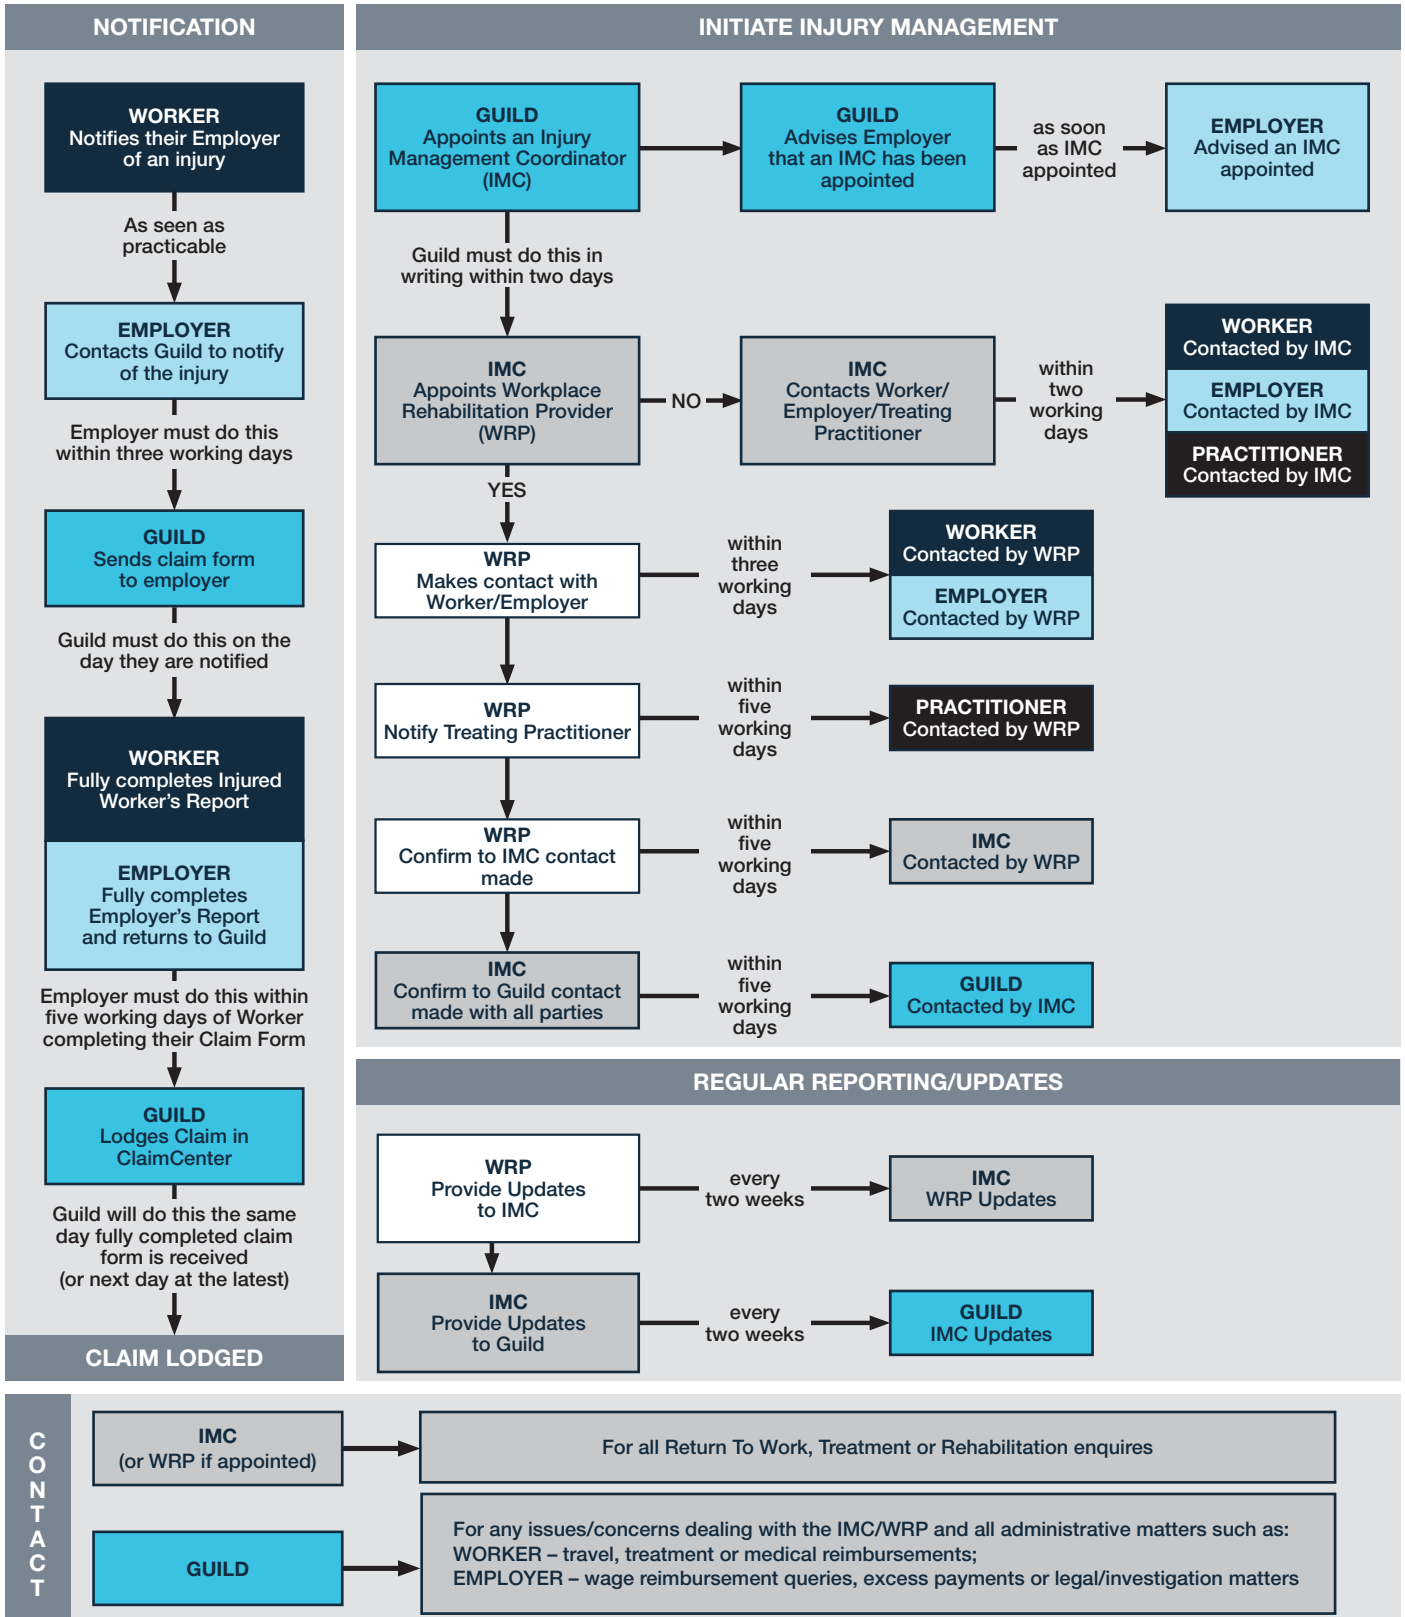 NOTIFICATION
WORKER
Notifies their Employer
of an injury
As seen as
practicable
EMPLOYER
Contacts Guild to notify
of the injury
Employer must do this
within three working days
GUILD
Sends claim form
to employer
Guild must do this on the
day they are notified
WORKER
Fully completes Injured
Worker's Report
EMPLOYER
Fully completes
Employer's Report
and returns to Guild
Employer must do this within
five working days of Worker
completing their Claim Form
GUILD
Lodges Claim in
ClaimCenter
Guild will do this the same
day fully completed claim
form is received
(or next day at the latest)
CLAIM LODGED
INITIATE INJURY MANAGEMENT
GUILD
Appoints an Injury
Management Coordinator
(IMC)
GUILD
Advises Employer
that an IMC has been
appointed
as soon
as IMC
appointed
EMPLOYER
Advised an IMC
appointed
Guild must do this in
writing within two days
IMC
Appoints Workplace
Rehabilitation Provider
(WRP)
NO
IMC
Contacts Worker/
Employer/Treating
Practitioner
within
two
working
days
WORKER
Contacted by IMC
EMPLOYER
Contacted by IMC
PRACTITIONER
Contacted by IMC
YES
WRP
Makes contact with
Worker/Employer
within
three
working
days
WORKER
Contacted by WRP
EMPLOYER
Contacted by WRP
WRP
Notify Treating Practitioner
within
five
working
days
PRACTITIONER
Contacted by WRP
WRP
Confirm to IMC contact
made
within
five
working
days
IMC
Contacted by WRP
IMC
Confirm to Guild contact
made with all parties
within
five
working
days
GUILD
Contacted by IMC
REGULAR REPORTING/UPDATES
WRP
Provide Updates
to IMC
every
two weeks
IMC
WRP Updates
IMC
Provide Updates
to Guild
every
two weeks
GUILD
IMC Updates
CONTACT
IMC
(or WRP if appointed)
For all Return To Work, Treatment or Rehabilitation enquires
GUILD
For any issues/concerns dealing with the IMC/WRP and all administrative matters such as:
WORKER – travel, treatment or medical reimbursements;
EMPLOYER – wage reimbursement queries, excess payments or legal/investigation matters